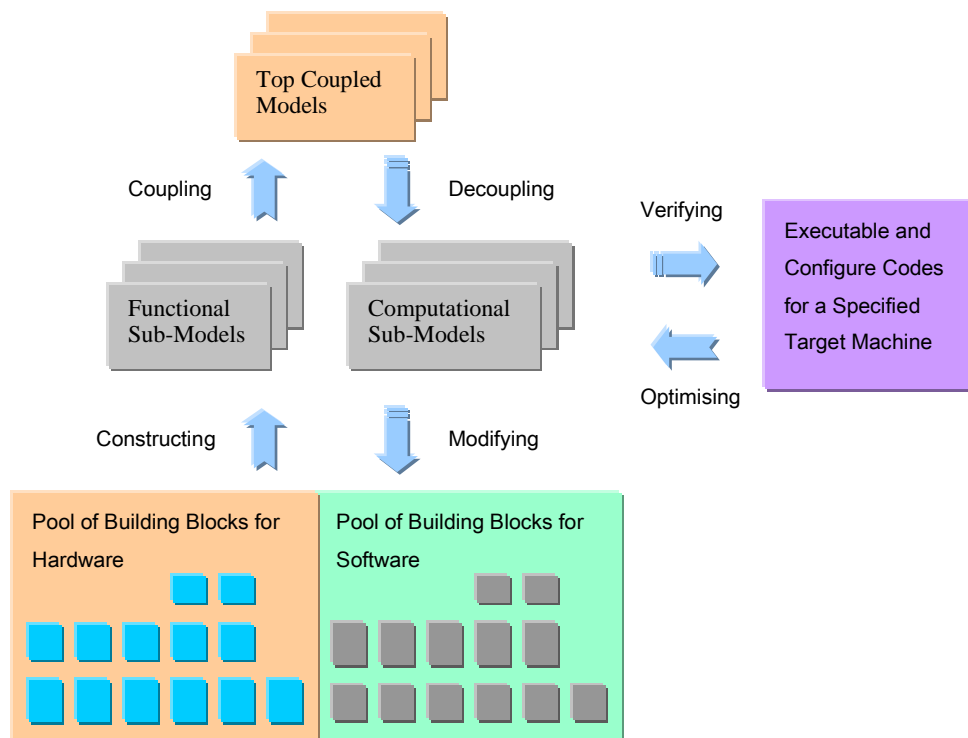 Top Coupled
Models
Coupling
Decoupling
Verifying
Executable and
Configure Codes
for a Specified
Target Machine
Functional
Sub-Models
Computational
Sub-Models
Optimising
Constructing
Modifying
Pool of Building Blocks for
Hardware
Pool of Building Blocks for
Software